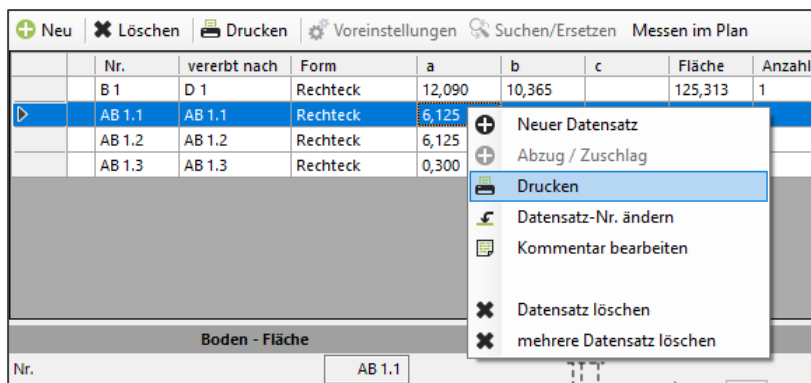 Neu Löschen Drucken Voreinstellungen Suchen/Ersetzen Messen im Plan
Nr. vererbt nach Form a b c Fläche Anzahl
B 1 D 1 Rechteck 12,090 10,365 125,313 1
AB 1.1 AB 1.1 Rechteck 6,125
AB 1.2 AB 1.2 Rechteck 6,125
AB 1.3 AB 1.3 Rechteck 0,300
Neuer Datensatz
Abzug / Zuschlag
Drucken
Datensatz-Nr. ändern
Kommentar bearbeiten
Datensatz löschen
mehrere Datensatz löschen
Boden - Fläche
Nr. AB 1.1